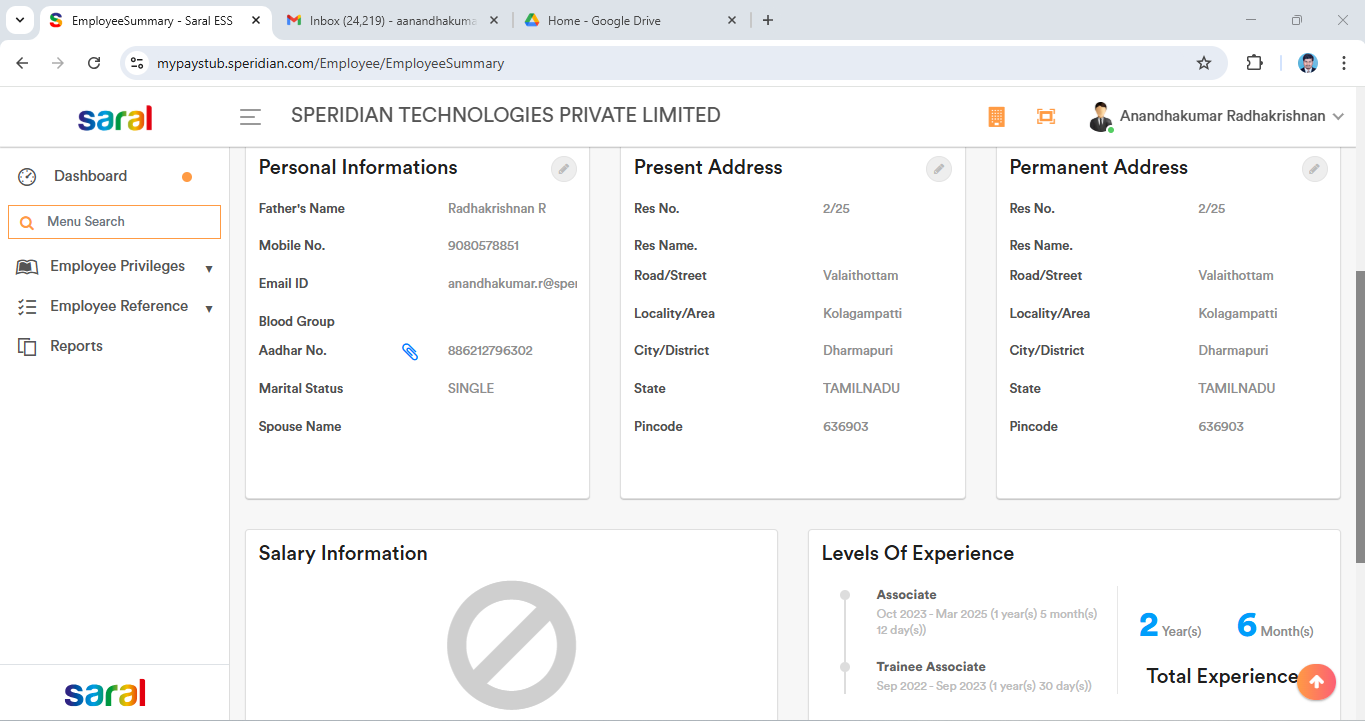 EmployeeSummary - Saral ESS
Inbox (24,219) - aanandhakuma
Home - Google Drive
mypaystub.speridian.com/Employee/EmployeeSummary
saral
SPERIDIAN TECHNOLOGIES PRIVATE LIMITED
Anandhakumar Radhakrishnan
Dashboard
Menu Search
Employee Privileges
Employee Reference
Reports
saral
Personal Informations
Father's Name Radhakrishnan R
Mobile No. 9080578851
Email ID anandhakumar.r@sper
Blood Group
Aadhar No. 886212796302
Marital Status SINGLE
Spouse Name
Present Address
Res No. 2/25
Res Name.
Road/Street Valaithottam
Locality/Area Kolagampatti
City/District Dharmapuri
State TAMILNADU
Pincode 636903
Permanent Address
Res No. 2/25
Res Name.
Road/Street Valaithottam
Locality/Area Kolagampatti
City/District Dharmapuri
State TAMILNADU
Pincode 636903
Salary Information
Levels Of Experience
Associate
Oct 2023 - Mar 2025 (1 year(s) 5 month(s)
12 day(s))
Trainee Associate
Sep 2022 - Sep 2023 (1 year(s) 30 day(s))
2 Year(s) 6 Month(s)
Total Experience